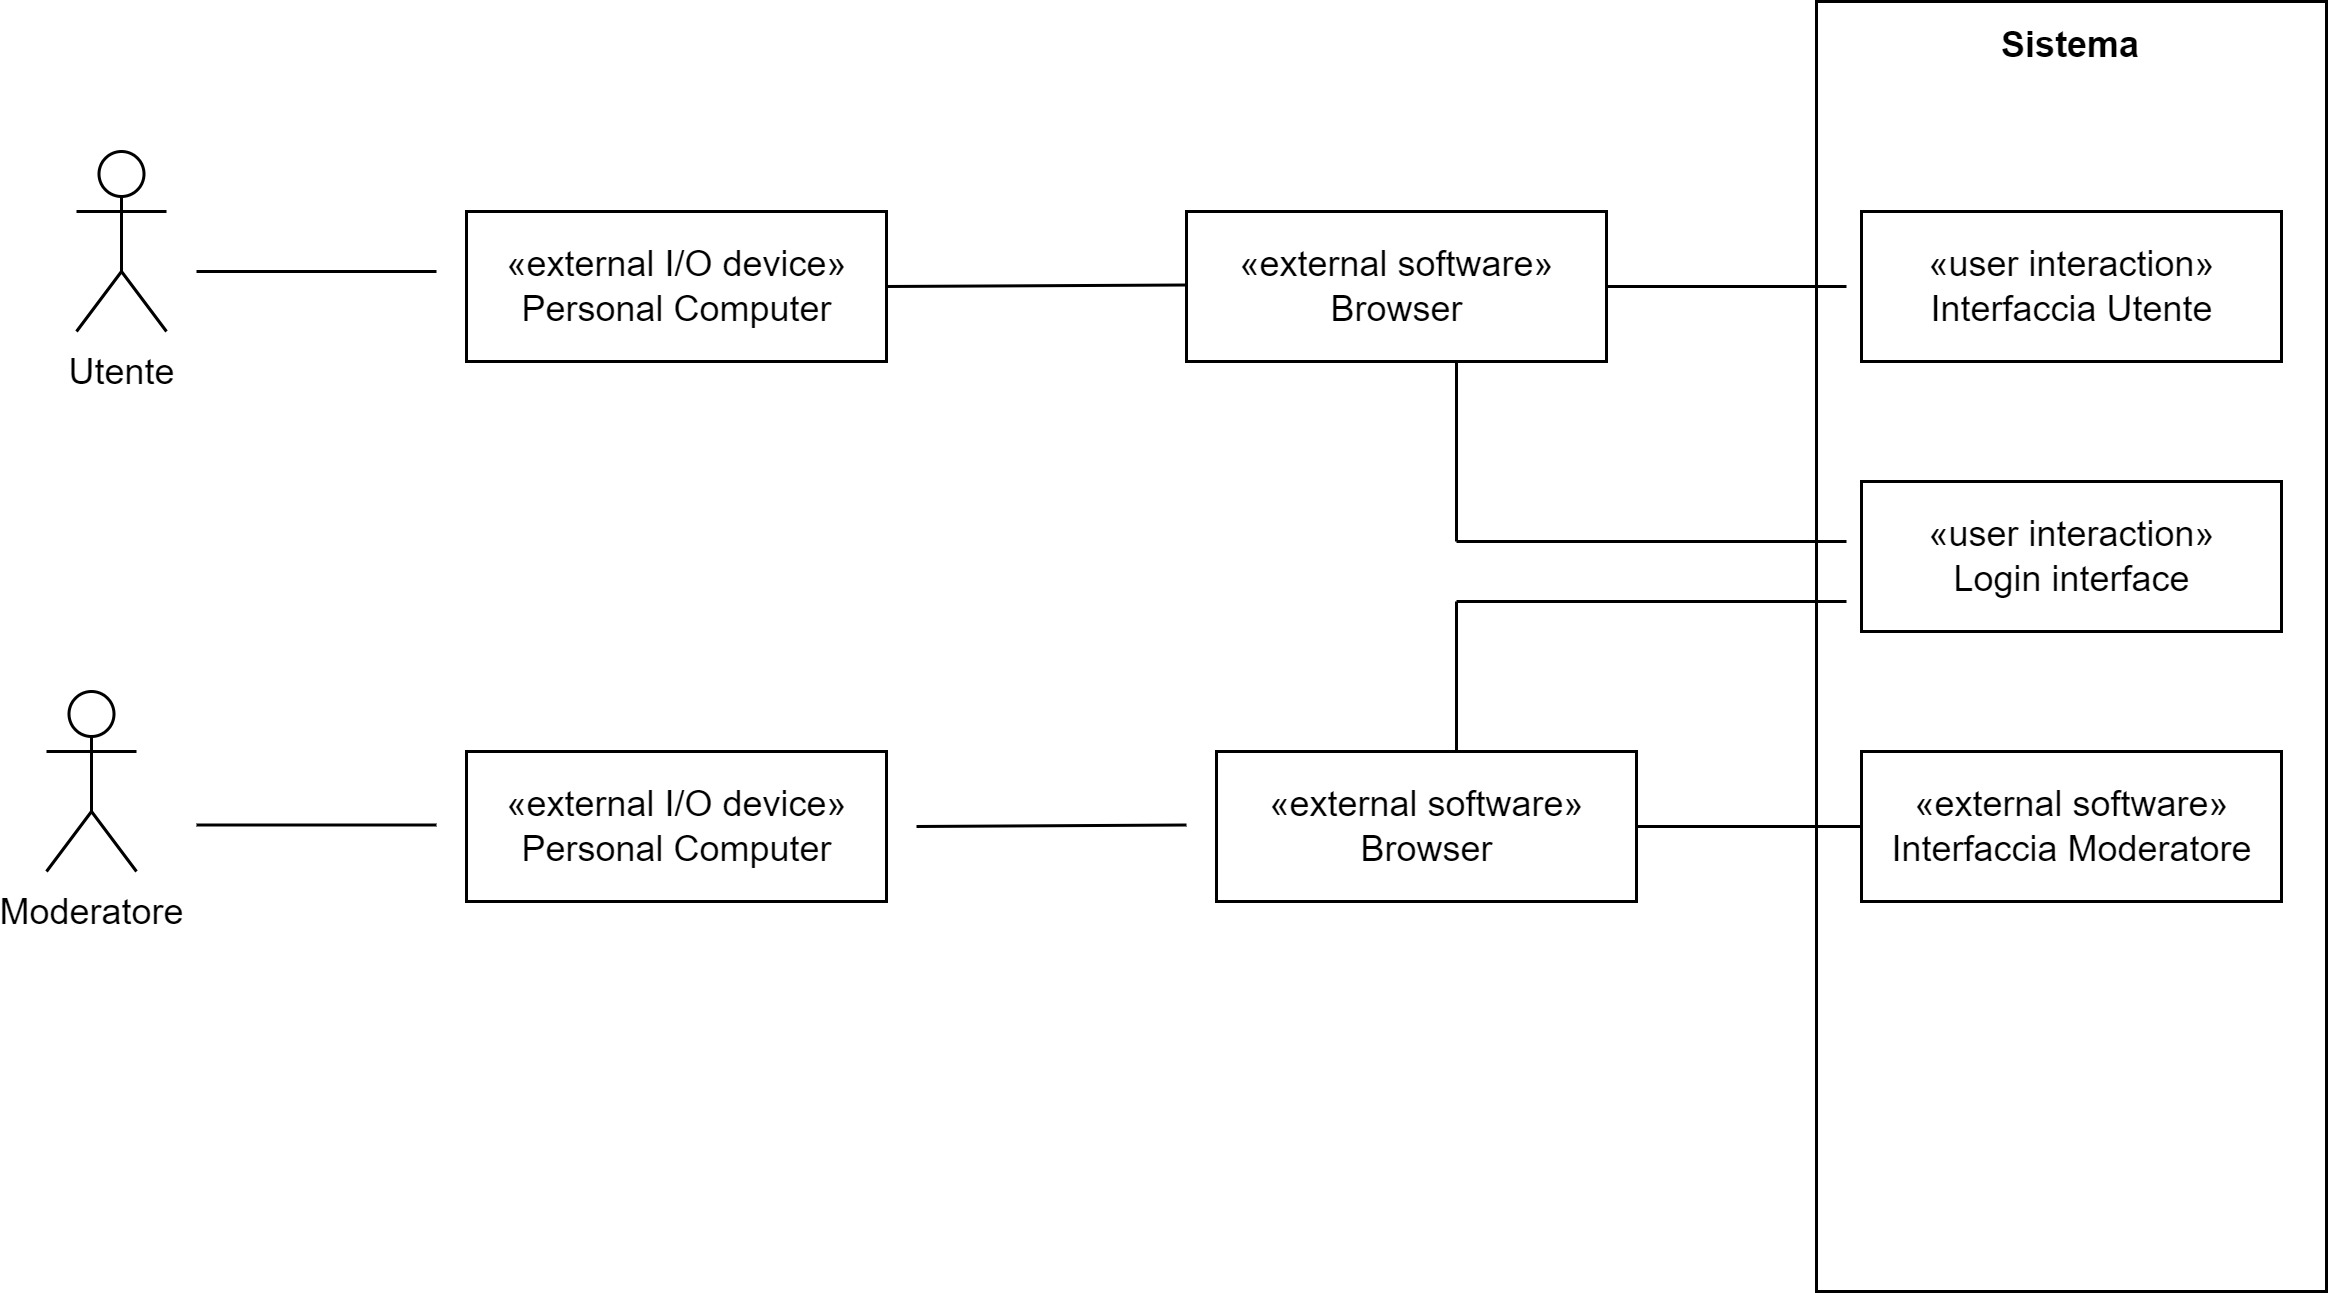 Sistema
«external I/O device»
Personal Computer
«external software»
Browser
«user interaction»
Interfaccia Utente
Utente
«user interaction»
Login interface
«external I/O device»
Personal Computer
«external software»
Browser
«external software»
Interfaccia Moderatore
Moderatore